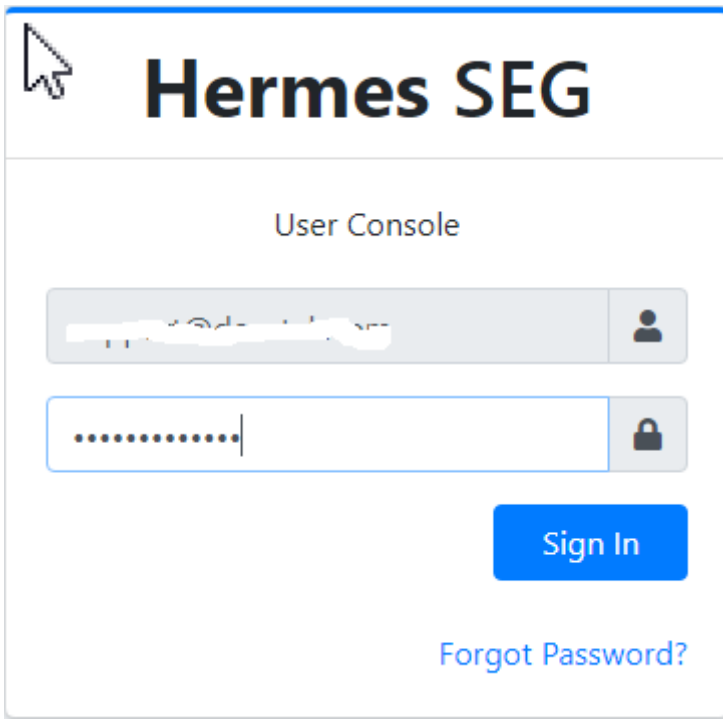 Hermes SEG
User Console
•••••••••••••
Sign In
Forgot Password?